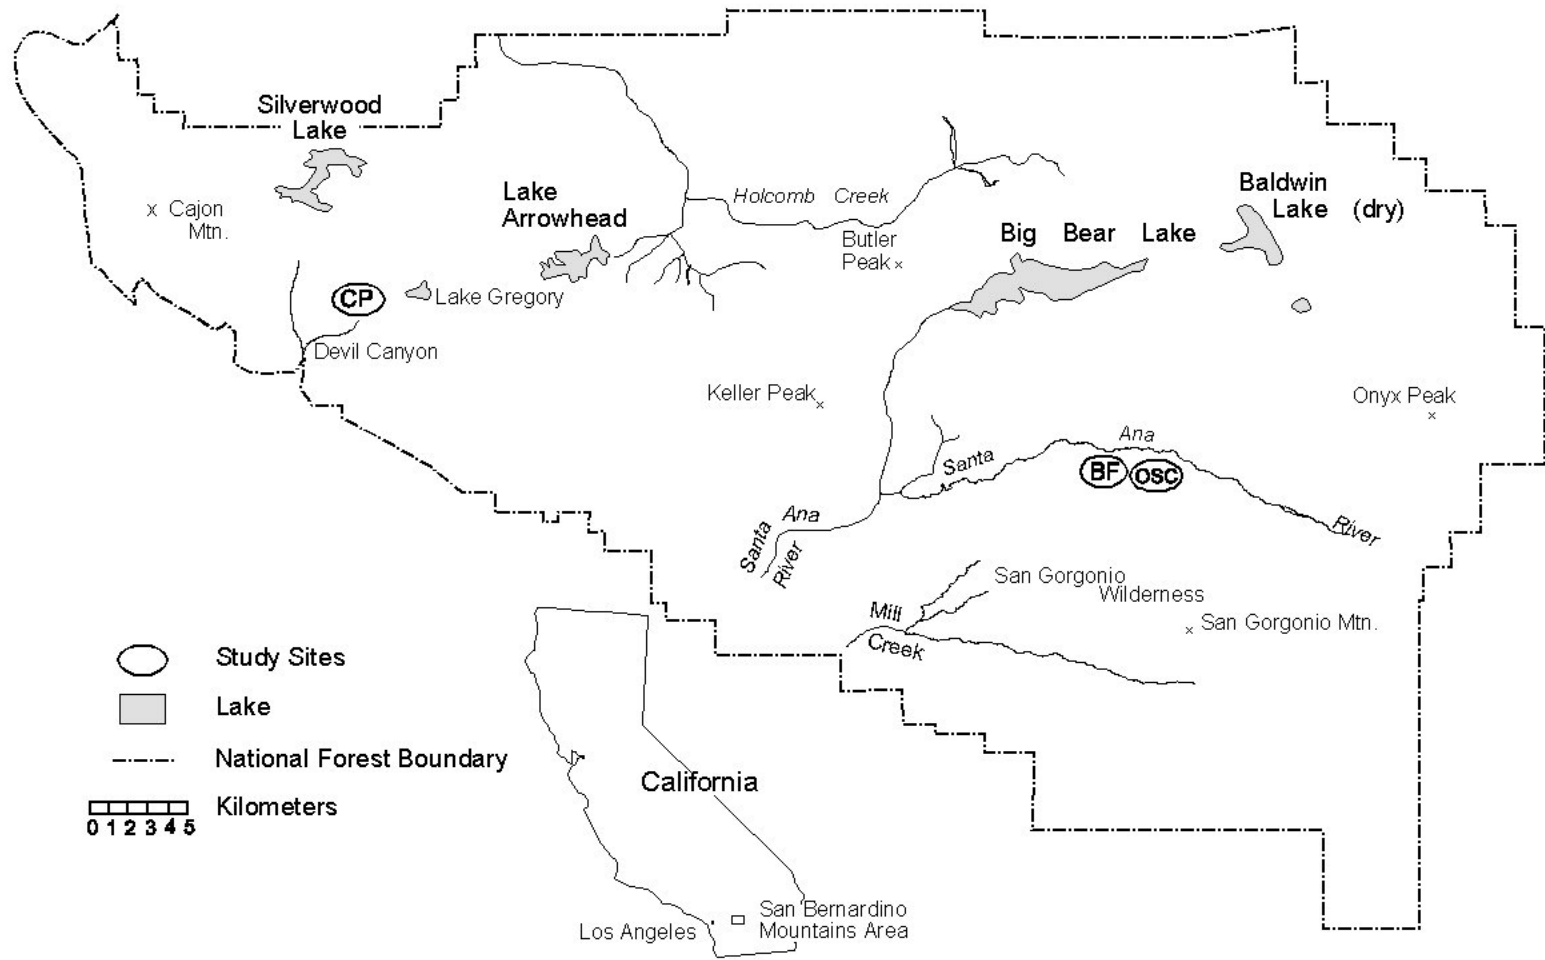 Silverwood
Lake
Cajon
Mtn.
Lake
Arrowhead
Holcomb Creek
Butler
Peak
Big Bear Lake
Baldwin
Lake (dry)
CP
Lake Gregory
Devil Canyon
Keller Peak
Onyx Peak
Santa
Ana
River
BF
OSC
Santa
Ana
River
San Gorgonio
Wilderness
San Gorgonio Mtn.
Mill
Creek
Study Sites
Lake
National Forest Boundary
Kilometers
0 1 2 3 4 5
California
Los Angeles
San Bernardino
Mountains Area